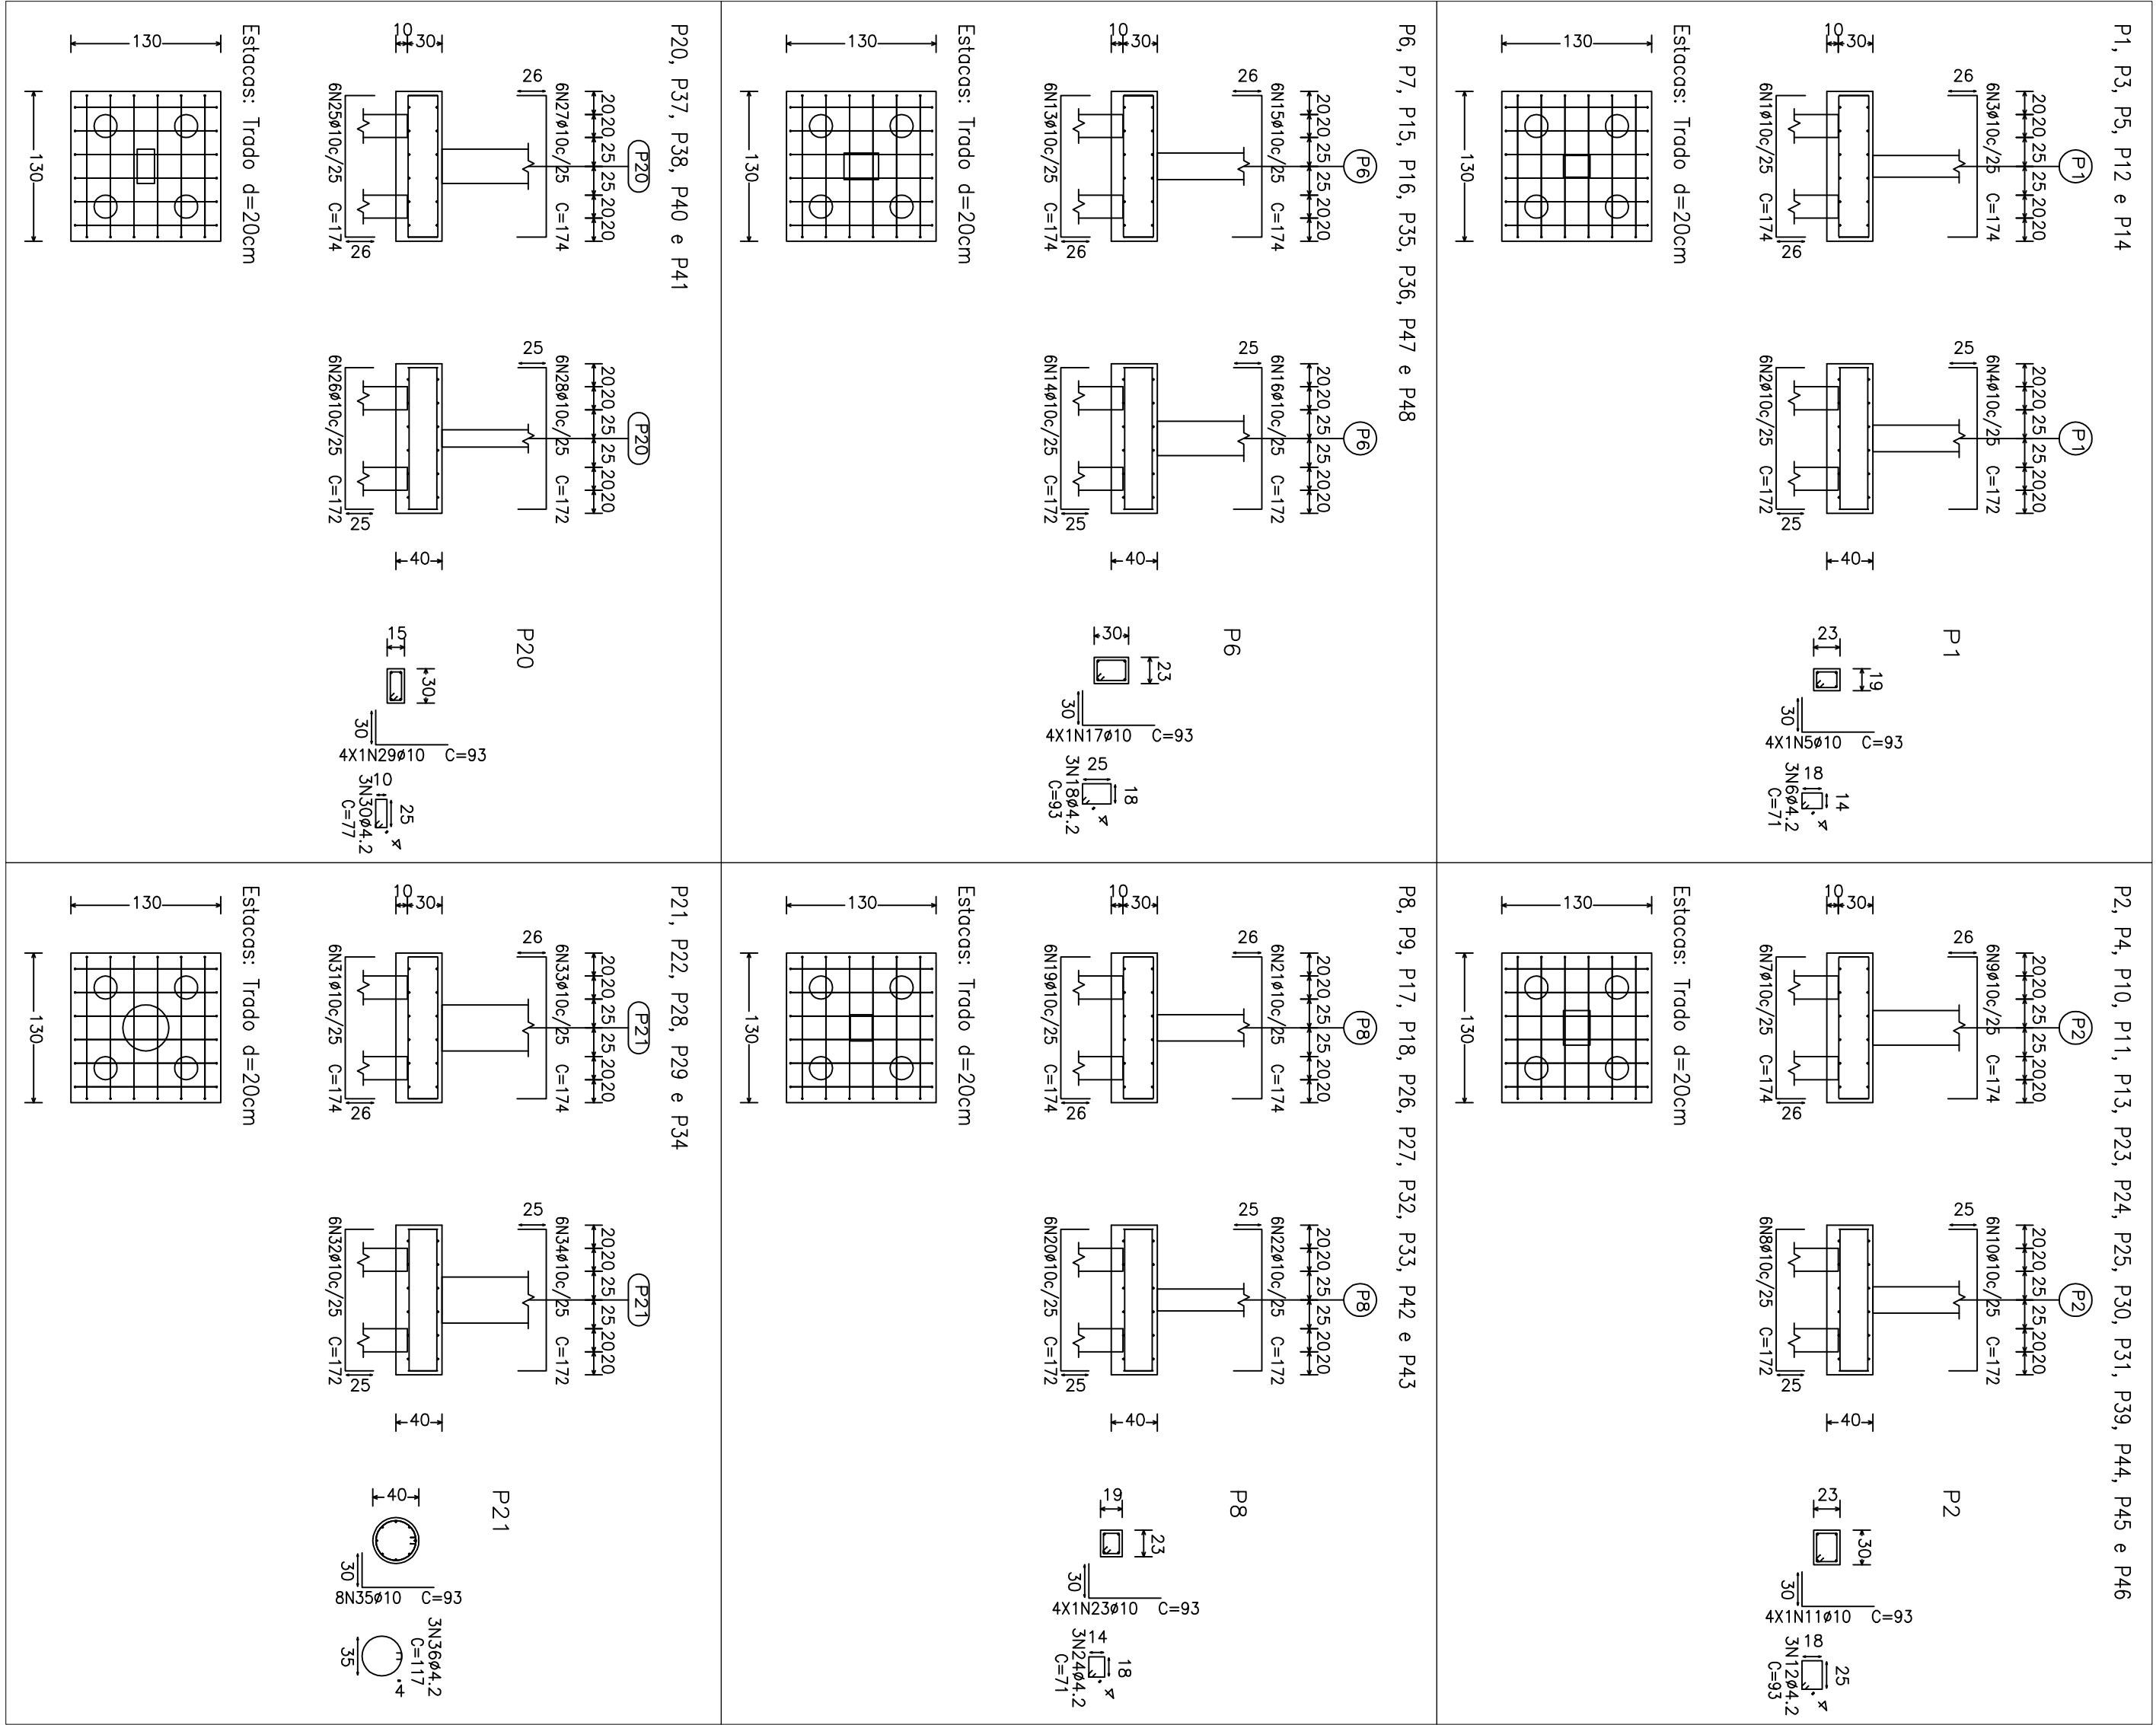 P1, P3, P5, P12 e P14
P1
20 20 25 25 20 20
6N3ø10c/25 C=174
26
10 30
6N1ø10c/25 C=174
26
Estacas: Trado d=20cm
130
130
P1
20 20 25 25 20 20
6N4ø10c/25 C=172
25
6N2ø10c/25 C=172
25
40
P1
23
19
30
4X1N5ø10 C=93
18
14
3N6ø4.2
C=71
4
P2, P4, P10, P11, P13, P23, P24, P25, P30, P31, P39, P44, P45 e P46
P2
20 20 25 25 20 20
6N9ø10c/25 C=174
26
10 30
6N7ø10c/25 C=174
26
Estacas: Trado d=20cm
130
130
P2
20 20 25 25 20 20
6N10ø10c/25 C=172
25
6N8ø10c/25 C=172
25
40
P2
23
30
30
4X1N11ø10 C=93
18
25
3N12ø4.2
C=93
4
P6, P7, P15, P16, P35, P36, P47 e P48
P6
20 20 25 25 20 20
6N15ø10c/25 C=174
26
10 30
6N13ø10c/25 C=174
26
Estacas: Trado d=20cm
130
130
P6
20 20 25 25 20 20
6N16ø10c/25 C=172
25
6N14ø10c/25 C=172
25
40
P6
30
23
30
4X1N17ø10 C=93
25
18
3N18ø4.2
C=93
4
P8, P9, P17, P18, P26, P27, P32, P33, P42 e P43
P8
20 20 25 25 20 20
6N21ø10c/25 C=174
26
10 30
6N19ø10c/25 C=174
26
Estacas: Trado d=20cm
130
130
P8
20 20 25 25 20 20
6N22ø10c/25 C=172
25
6N20ø10c/25 C=172
25
40
P8
19
23
30
4X1N23ø10 C=93
14
18
3N24ø4.2
C=71
4
P20, P37, P38, P40 e P41
P20
20 20 25 25 20 20
6N27ø10c/25 C=174
26
10 30
6N25ø10c/25 C=174
26
Estacas: Trado d=20cm
130
130
P20
20 20 25 25 20 20
6N28ø10c/25 C=172
25
6N26ø10c/25 C=172
25
40
P20
15
30
30
4X1N29ø10 C=93
10
25
3N30ø4.2
C=77
4
P21, P22, P28, P29 e P34
P21
20 20 25 25 20 20
6N33ø10c/25 C=174
26
10 30
6N31ø10c/25 C=174
26
Estacas: Trado d=20cm
130
130
P21
20 20 25 25 20 20
6N34ø10c/25 C=172
25
6N32ø10c/25 C=172
25
40
P21
40
30
8N35ø10 C=93
3N36ø4.2
C=117
35
4